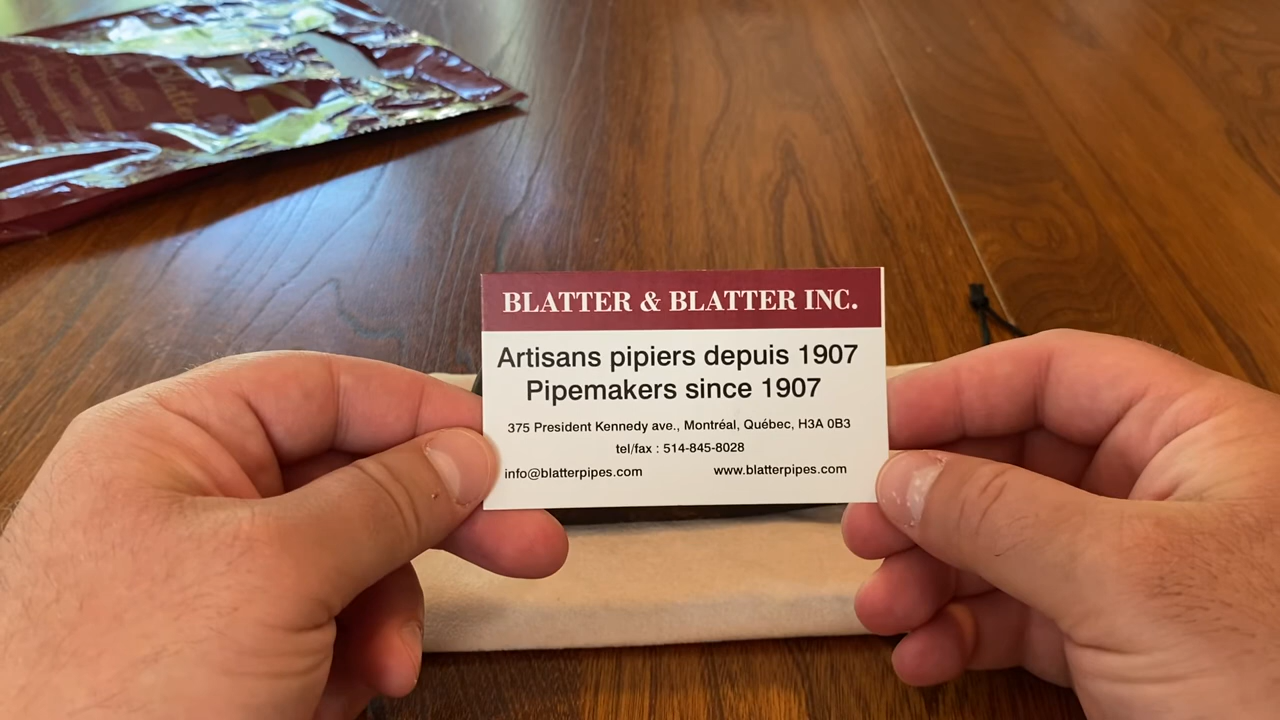 BLATTER & BLATTER INC.
Artisans pipiers depuis 1907
Pipemakers since 1907
375 President Kennedy ave., Montréal, Québec, H3A 0B3
tel/fax : 514-845-8028
info@blatterpipes.com www.blatterpipes.com